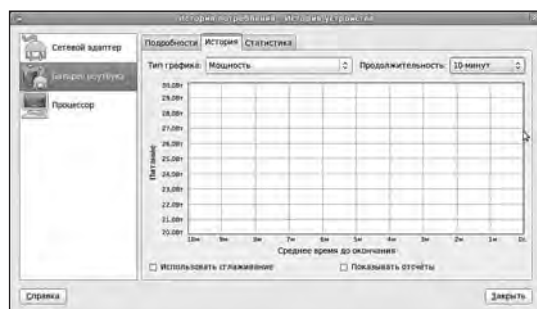 История потребления - История устройства
Сетевой адаптер
Батарея ноутбука
Процессор
Подробности История Статистика
Тип графика: Мощность Продолжительность: 10 минут
Питание
30,0Вт
29,0Вт
28,0Вт
27,0Вт
26,0Вт
25,0Вт
24,0Вт
23,0Вт
22,0Вт
21,0Вт
20,0Вт
10м 9м 8м 7м 6м 5м 4м 3м 2м 1м 0с
Среднее время до окончания
Использовать сглаживание Показывать отсчёты
Справка Закрыть